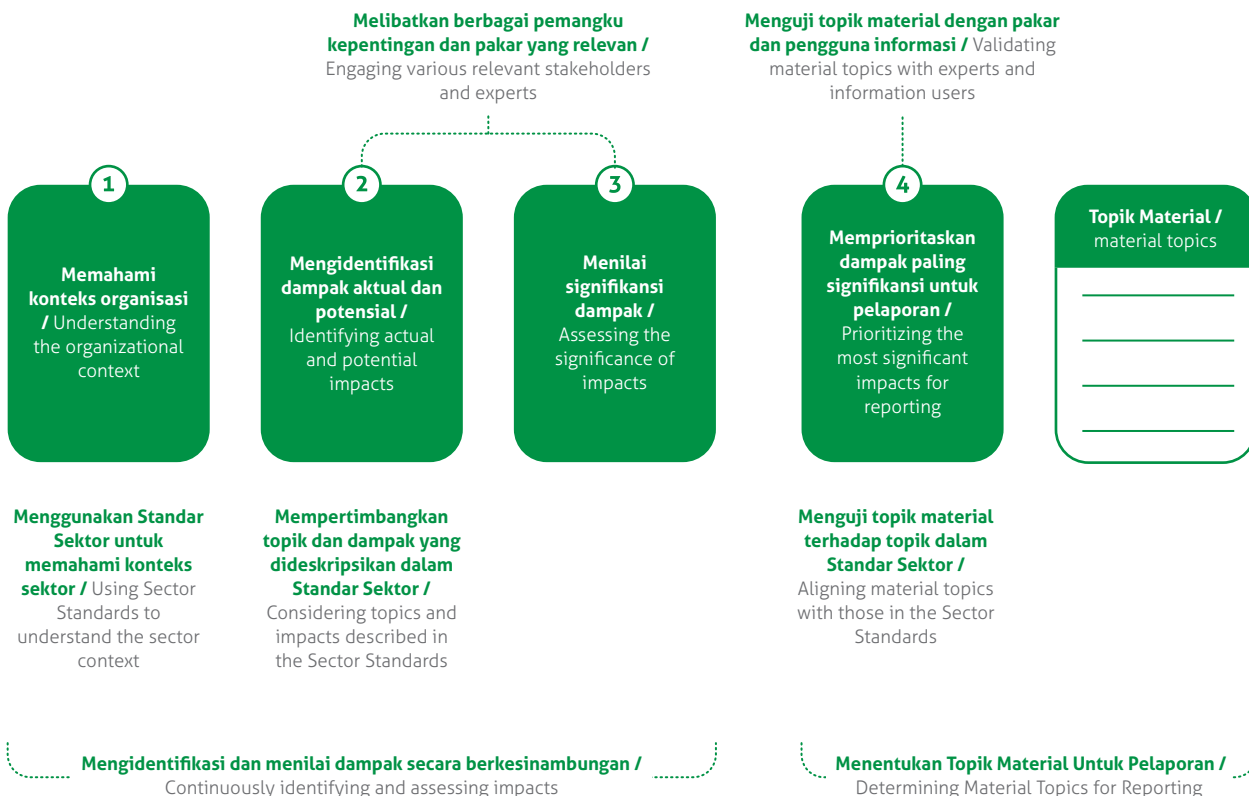 Melibatkan berbagai pemangku
kepentingan dan pakar yang relevan /
Engaging various relevant stakeholders
and experts
Menguji topik material dengan pakar
dan pengguna informasi / Validating
material topics with experts and
information users
1
Memahami
konteks organisasi
/ Understanding
the organizational
context
2
Mengidentifikasi
dampak aktual dan
potensial /
Identifying actual
and potential
impacts
3
Menilai
signifikansi
dampak /
Assessing the
significance of
impacts
4
Memprioritaskan
dampak paling
signifikansi untuk
pelaporan /
Prioritizing the
most significant
impacts for
reporting
Topik Material /
material topics
Menggunakan Standar
Sektor untuk
memahami konteks
sektor / Using Sector
Standards to
understand the sector
context
Mempertimbangkan
topik dan dampak yang
dideskripsikan dalam
Standar Sektor /
Considering topics and
impacts described in
the Sector Standards
Menguji topik material
terhadap topik dalam
Standar Sektor /
Aligning material topics
with those in the Sector
Standards
Mengidentifikasi dan menilai dampak secara berkesinambungan /
Continuously identifying and assessing impacts
Menentukan Topik Material Untuk Pelaporan /
Determining Material Topics for Reporting